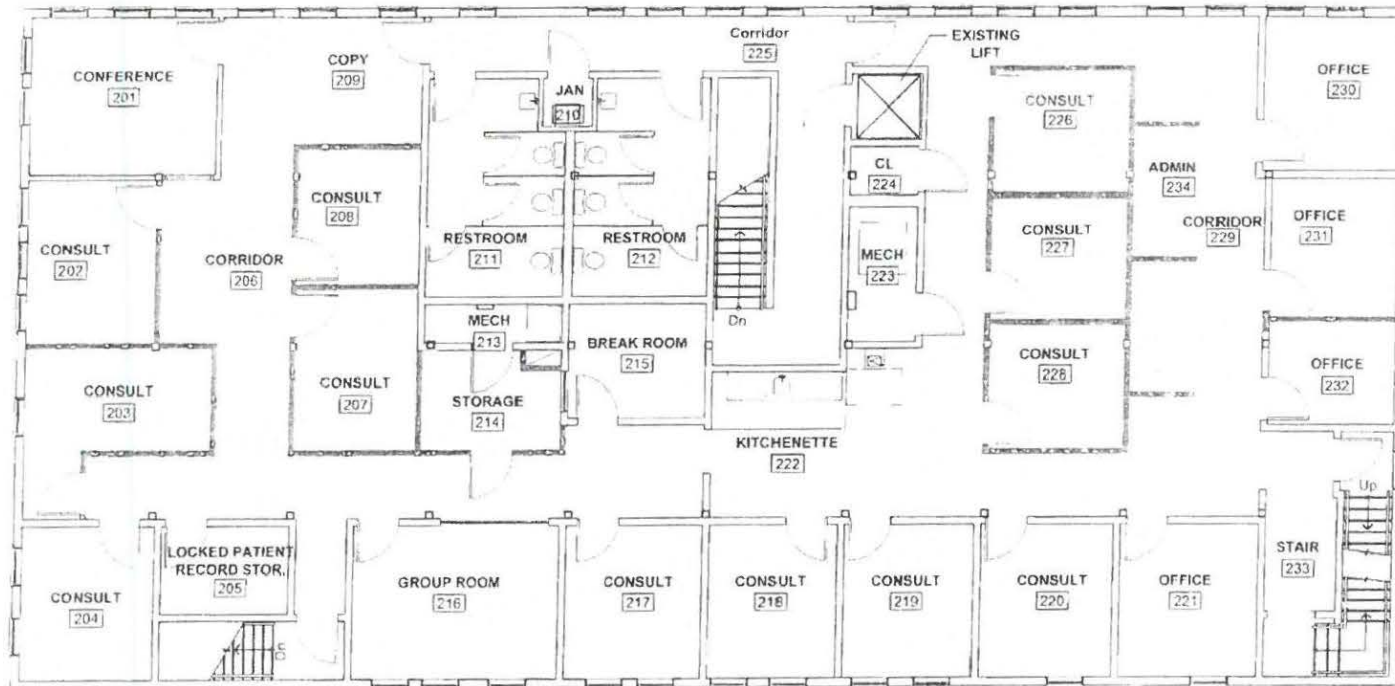 CONFERENCE
201
COPY
209
JAN
210
Corridor
225
EXISTING
LIFT
OFFICE
230
CONSULT
226
CL
224
ADMIN
234
CONSULT
208
CONSULT
202
CORRIDOR
206
RESTROOM
211
RESTROOM
212
MECH
223
CONSULT
227
CORRIDOR
229
OFFICE
231
Dn
MECH
213
BREAK ROOM
215
CONSULT
203
CONSULT
207
STORAGE
214
CONSULT
228
OFFICE
232
KITCHENETTE
222
Up
LOCKED PATIENT
RECORD STOR.
205
CONSULT
204
GROUP ROOM
216
CONSULT
217
CONSULT
218
CONSULT
219
CONSULT
220
OFFICE
221
STAIR
233